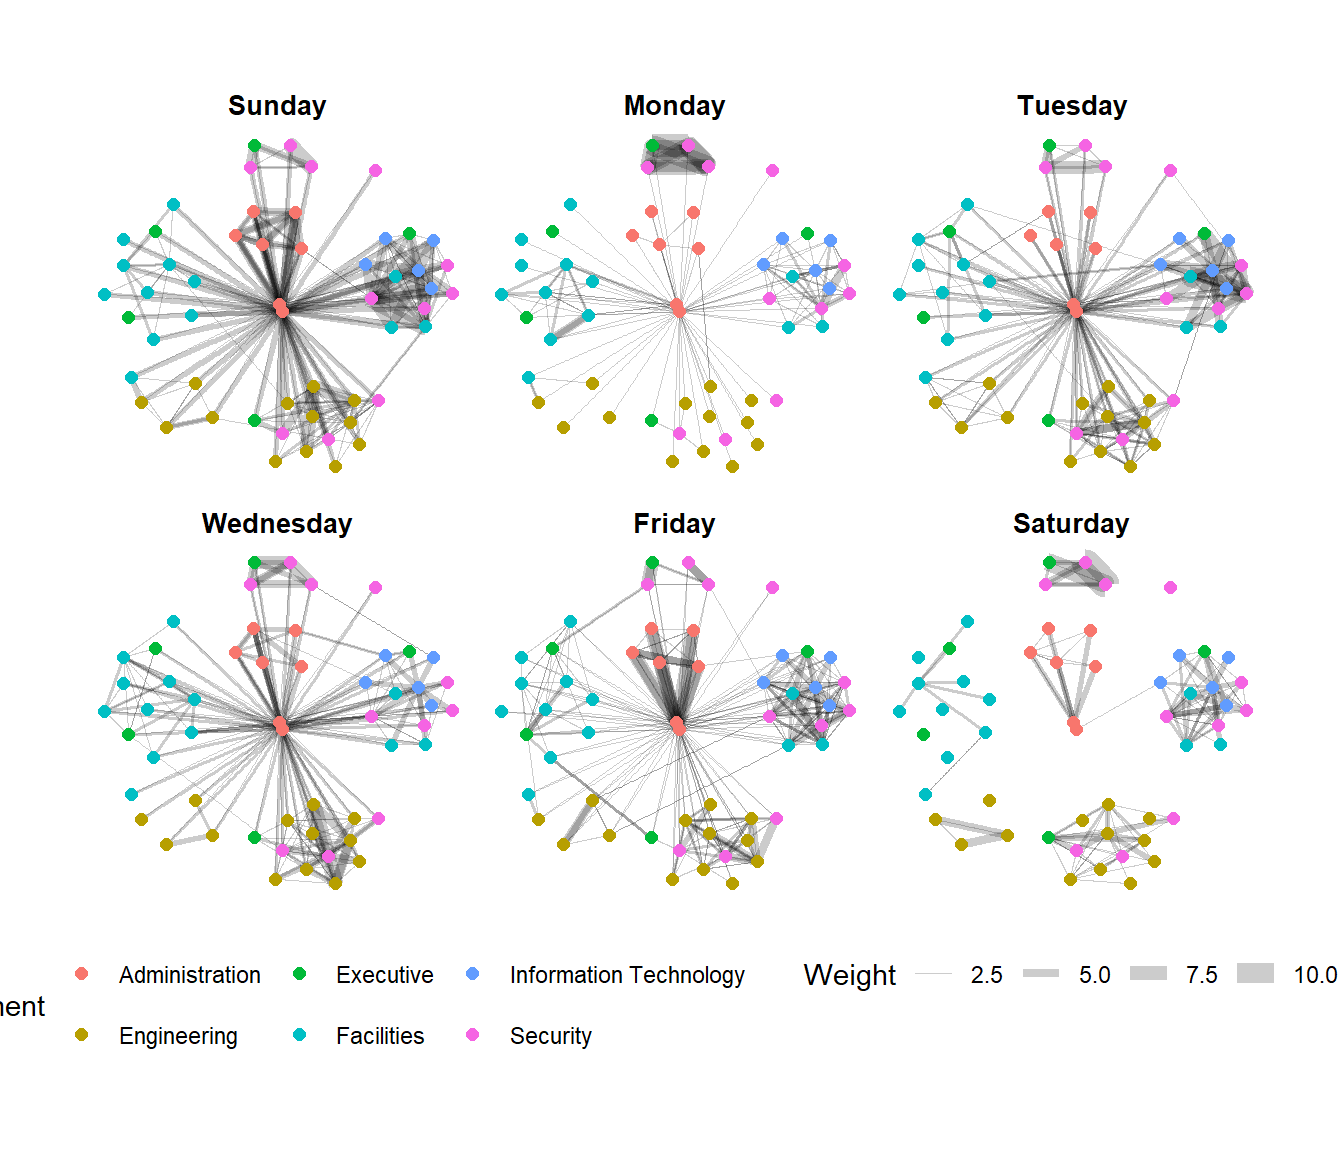 Sunday Monday Tuesday
Wednesday Friday Saturday
Administration Executive Information Technology Weight 2.5 5.0 7.5 10.0
ment
Engineering Facilities Security